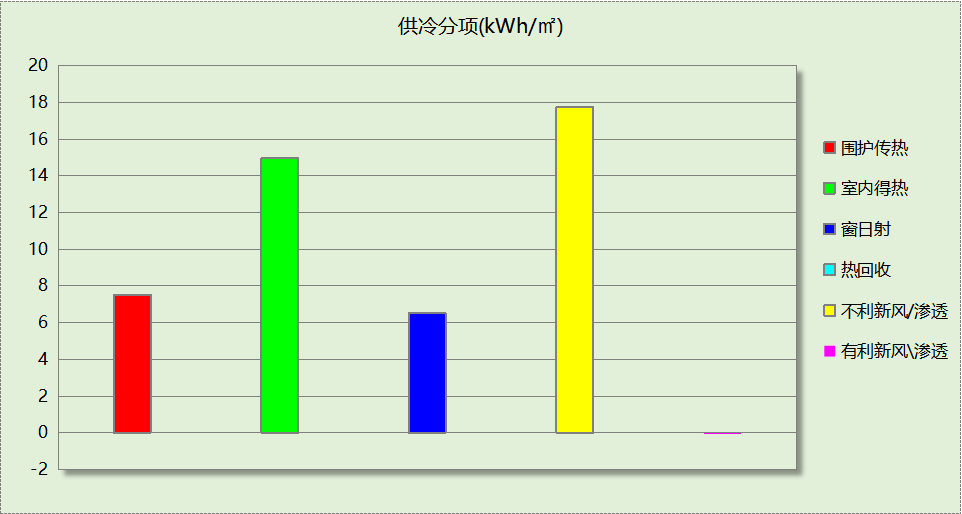 供冷分项(kWh/㎡)
20
18
16
14
12
10
8
6
4
2
0
-2
围护传热
室内得热
窗日射
热回收
不利新风/渗透
有利新风\渗透